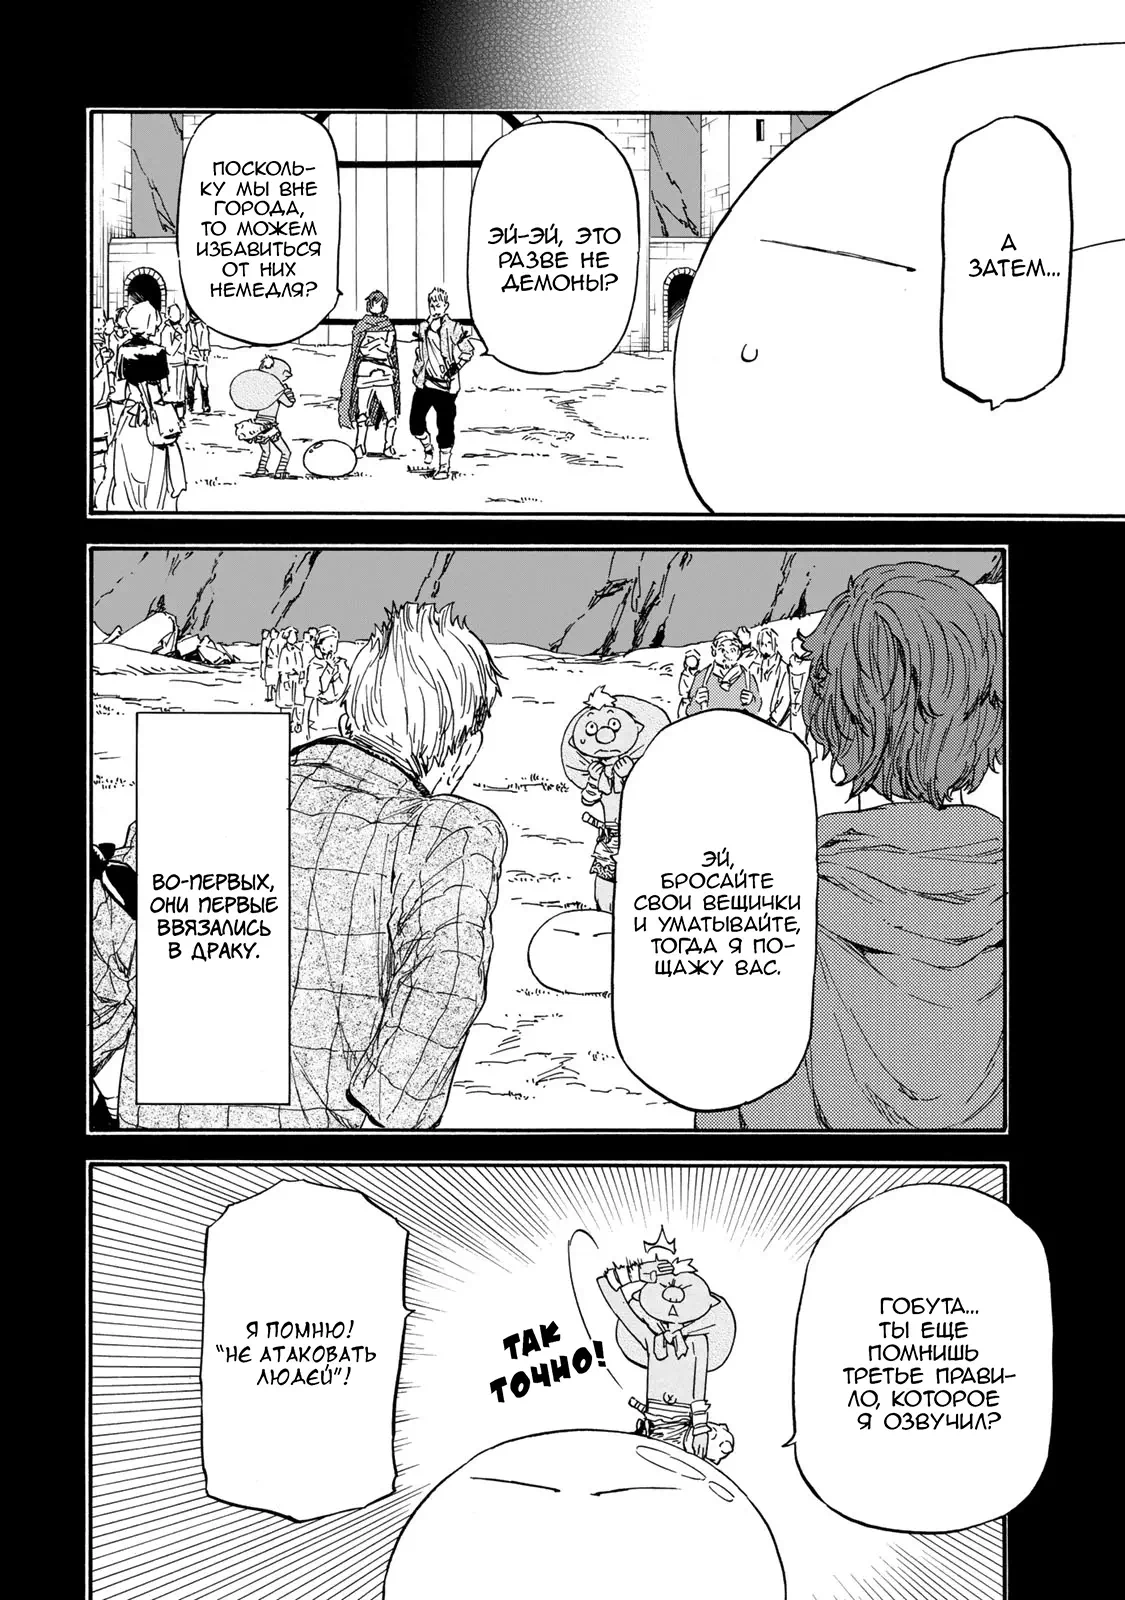 А
ЗАТЕМ...
ЭЙ-ЭЙ, ЭТО
РАЗВЕ НЕ
ДЕМОНЫ?
ПОСКОЛЬ-
КУ МЫ ВНЕ
ГОРОДА,
ТО МОЖЕМ
ИЗБАВИТЬСЯ
ОТ НИХ
НЕМЕДЛЯ?
ЭЙ,
БРОСАЙТЕ
СВОИ ВЕЩИЧКИ
И УМАТЫВАЙТЕ,
ТОГДА Я ПО-
ЩАЖУ ВАС.
ВО-ПЕРВЫХ,
ОНИ ПЕРВЫЕ
ВВЯЗАЛИСЬ
В ДРАКУ.
ГОБУТА...
ТЫ ЕЩЕ
ПОМНИШЬ
ТРЕТЬЕ ПРАВИ-
ЛО, КОТОРОЕ
Я ОЗВУЧИЛ?
ТАК
ТОЧНО!
Я ПОМНЮ!
"НЕ АТАКОВАТЬ
ЛЮДЕЙ"!